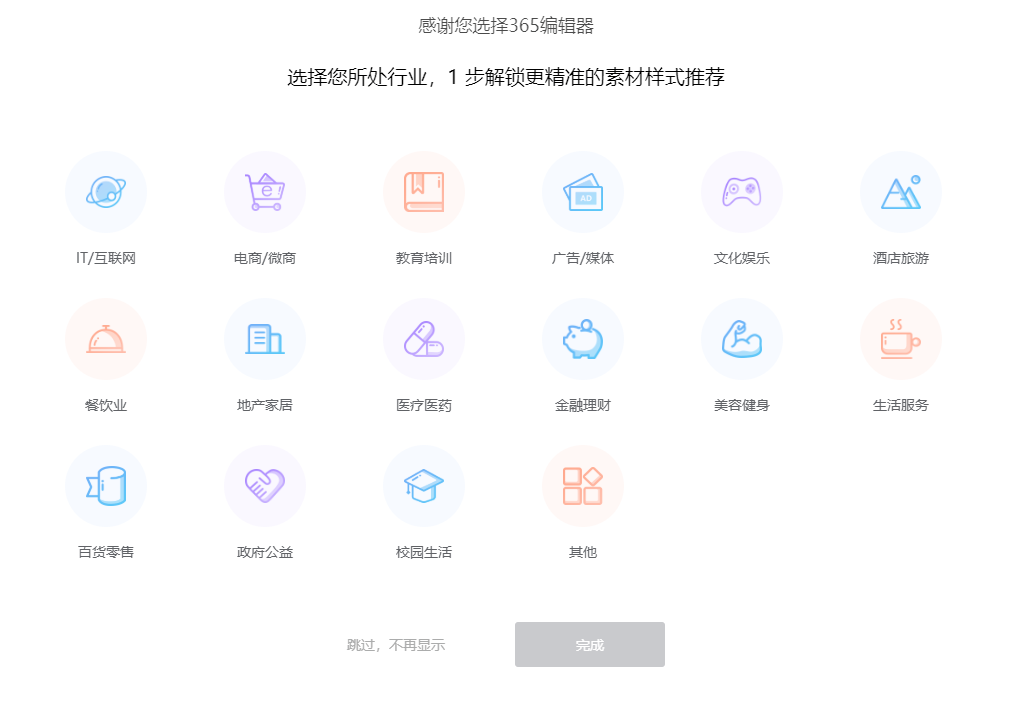 感谢您选择365编辑器
选择您所处行业，1 步解锁更精准的素材样式推荐
e
AD
IT/互联网
电商/微商
教育培训
广告/媒体
文化娱乐
酒店旅游
餐饮业
地产家居
医疗医药
金融理财
美容健身
生活服务
百货零售
政府公益
校园生活
其他
跳过，不再显示
完成